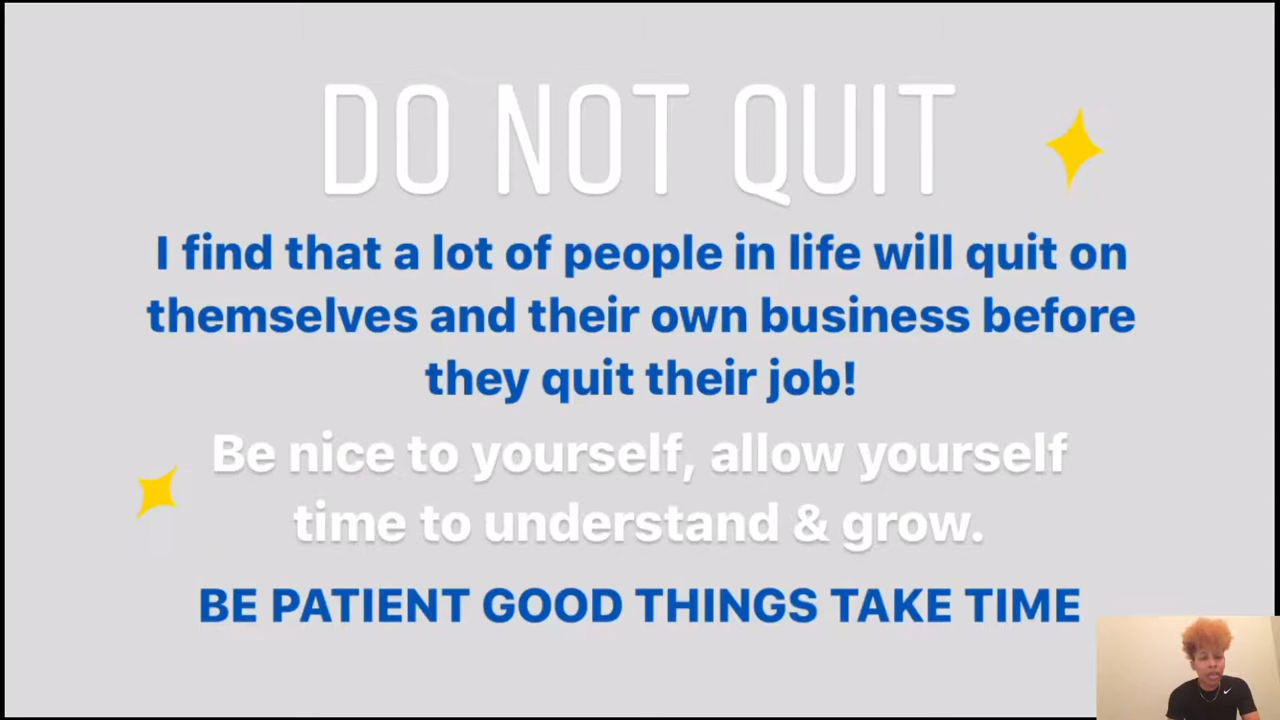 DO NOT QUIT
I find that a lot of people in life will quit on
themselves and their own business before
they quit their job!
Be nice to yourself, allow yourself
time to understand & grow.
BE PATIENT GOOD THINGS TAKE TIME